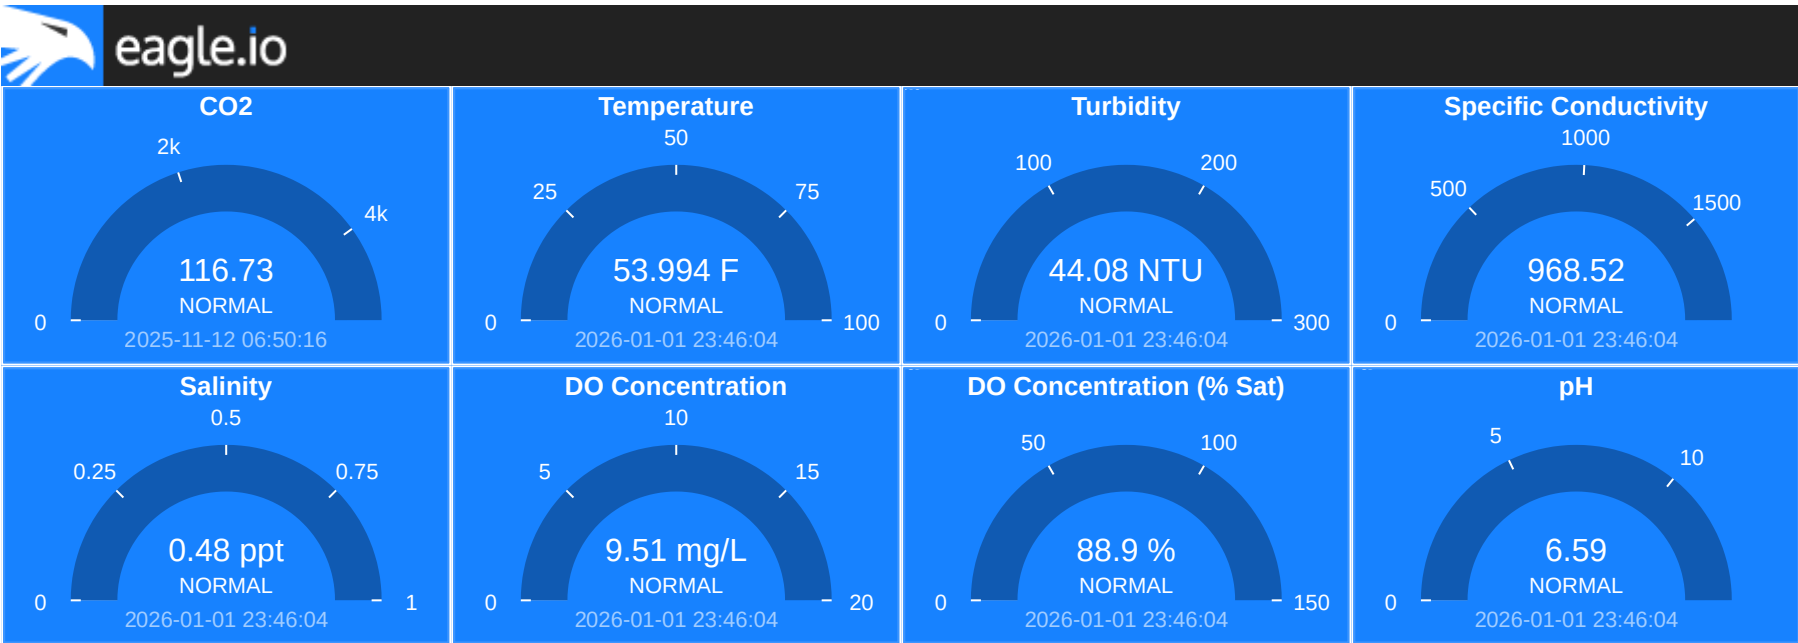 eagle.io
CO2
2k
4k
116.73
NORMAL
0
2025-11-12 06:50:16
Temperature
50
25
75
53.994 F
NORMAL
0
100
2026-01-01 23:46:04
Turbidity
100
200
44.08 NTU
NORMAL
0
300
2026-01-01 23:46:04
Specific Conductivity
1000
500
1500
968.52
NORMAL
0
2026-01-01 23:46:04
Salinity
0.5
0.25
0.75
0.48 ppt
NORMAL
0
1
2026-01-01 23:46:04
DO Concentration
10
5
15
9.51 mg/L
NORMAL
0
20
2026-01-01 23:46:04
DO Concentration (% Sat)
50
100
88.9 %
NORMAL
0
150
2026-01-01 23:46:04
pH
5
10
6.59
NORMAL
0
2026-01-01 23:46:04